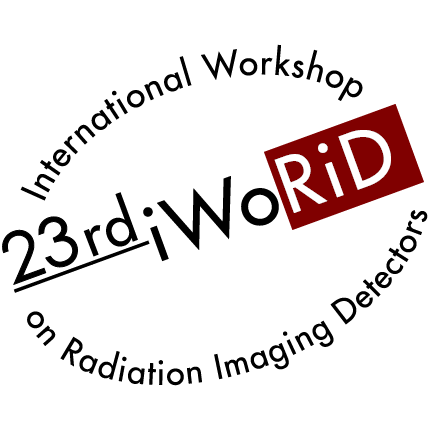 International Workshop
23rd iWoRiD
on Radiation Imaging Detectors